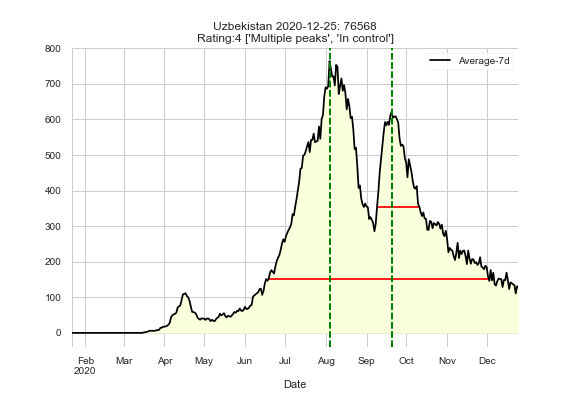 Uzbekistan 2020-12-25: 76568
Rating:4 ['Multiple peaks', 'In control']
Average-7d
800
700
600
500
400
300
200
100
0
Feb Mar Apr May Jun Jul Aug Sep Oct Nov Dec
2020
Date